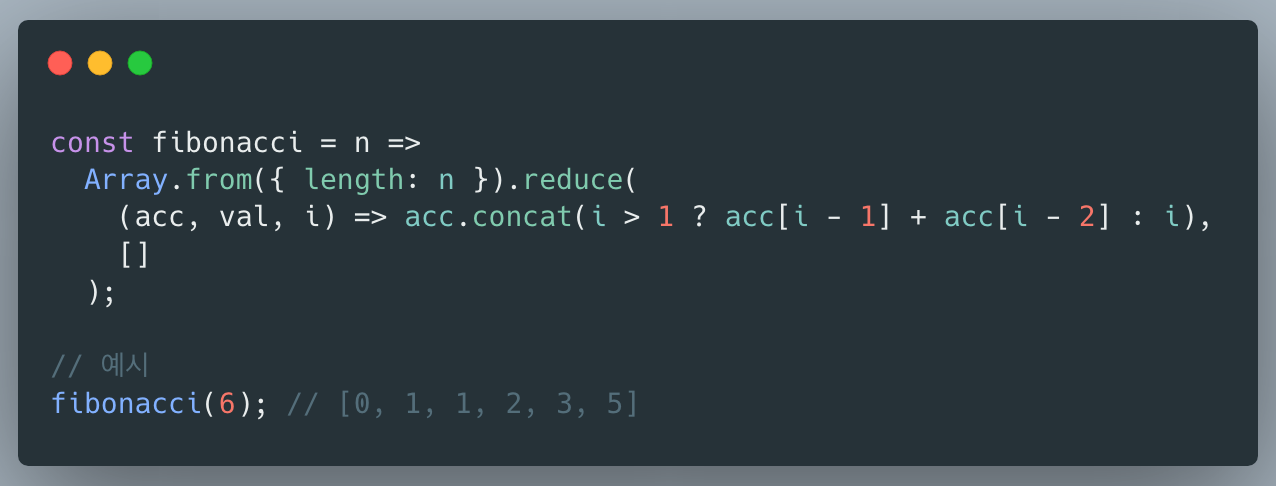 const fibonacci = n =>
  Array.from({ length: n }).reduce(
    (acc, val, i) => acc.concat(i > 1 ? acc[i - 1] + acc[i - 2] : i),
    []
  );

// 예시
fibonacci(6); // [0, 1, 1, 2, 3, 5]